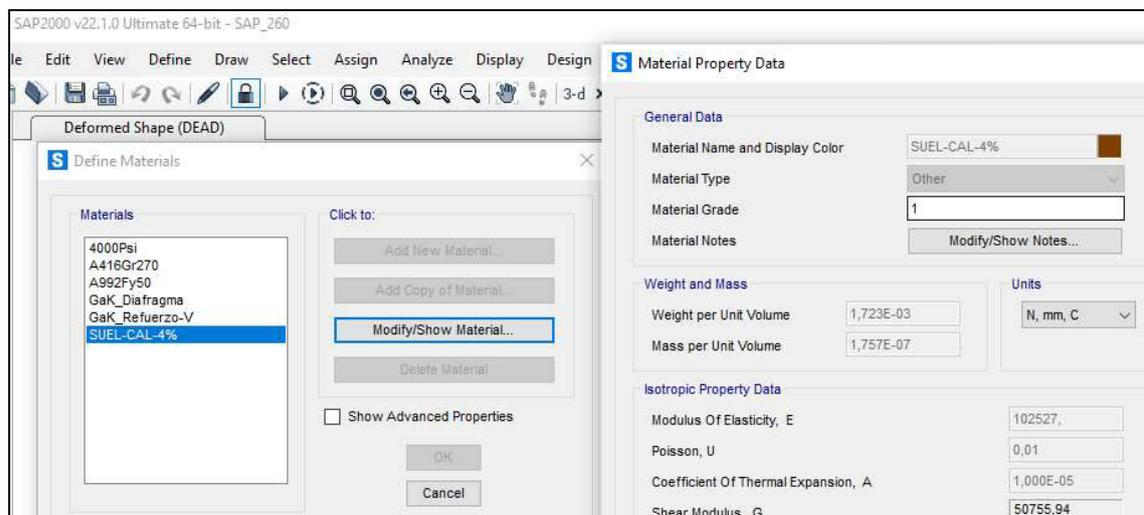 SAP2000 v22.1.0 Ultimate 64-bit - SAP_260
le Edit View Define Draw Select Assign Analyze Display Design
3-d
Deformed Shape (DEAD)
S Define Materials
Materials
4000Psi
A416Gr270
A992Fy50
GaK_Diafragma
GaK_Refuerzo-V
SUEL-CAL-4%
Click to:
Add New Material...
Add Copy of Material...
Modify/Show Material...
Delete Material
Show Advanced Properties
OK
Cancel
S Material Property Data
General Data
Material Name and Display Color SUEL-CAL-4%
Material Type Other
Material Grade 1
Material Notes Modify/Show Notes...
Weight and Mass
Weight per Unit Volume 1,723E-03
Mass per Unit Volume 1,757E-07
Units
N, mm, C
Isotropic Property Data
Modulus Of Elasticity, E 102527,
Poisson, U 0,01
Coefficient Of Thermal Expansion, A 1,000E-05
Shear Modulus, G 50755,94